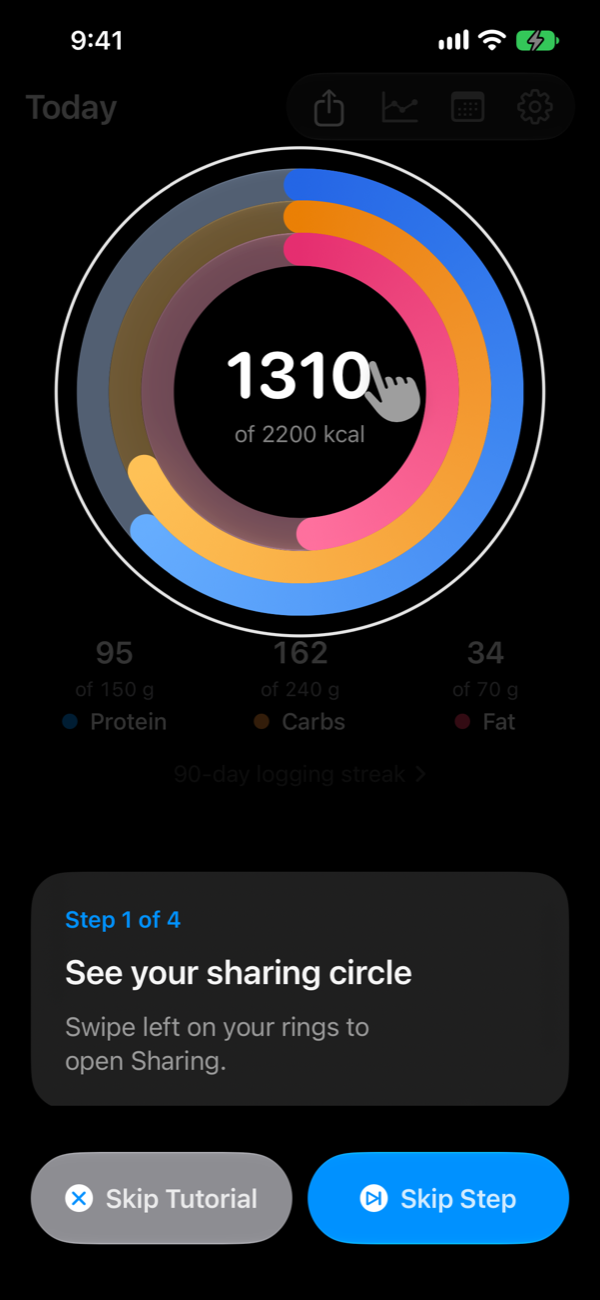 9:41
Today
1310
of 2200 kcal
95
162
34
of 150 g
of 240 g
of 70 g
Protein
Carbs
Fat
90-day logging streak
Step 1 of 4
See your sharing circle
Swipe left on your rings to
open Sharing.
Skip Tutorial
Skip Step